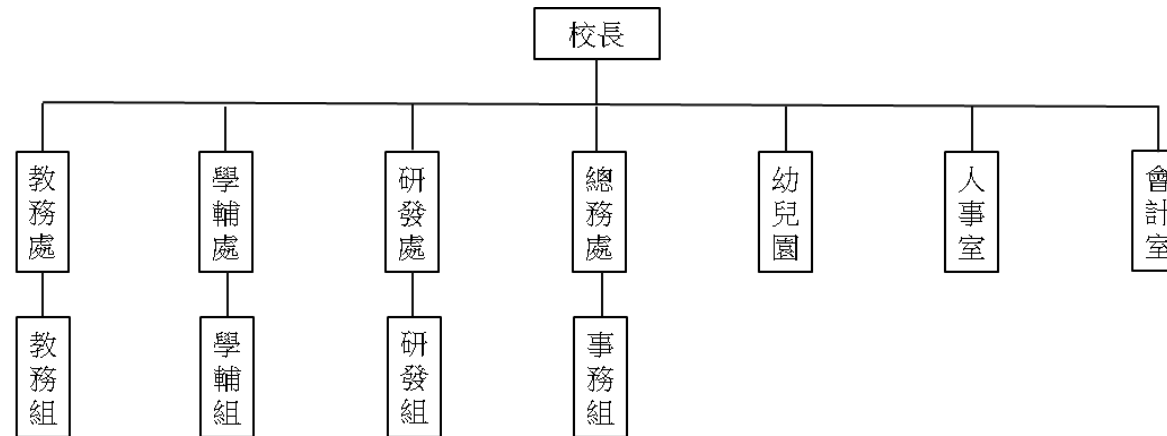 校長
教務處
學輔處
研發處
總務處
幼兒園
人事室
會計室
教務組
學輔組
研發組
事務組